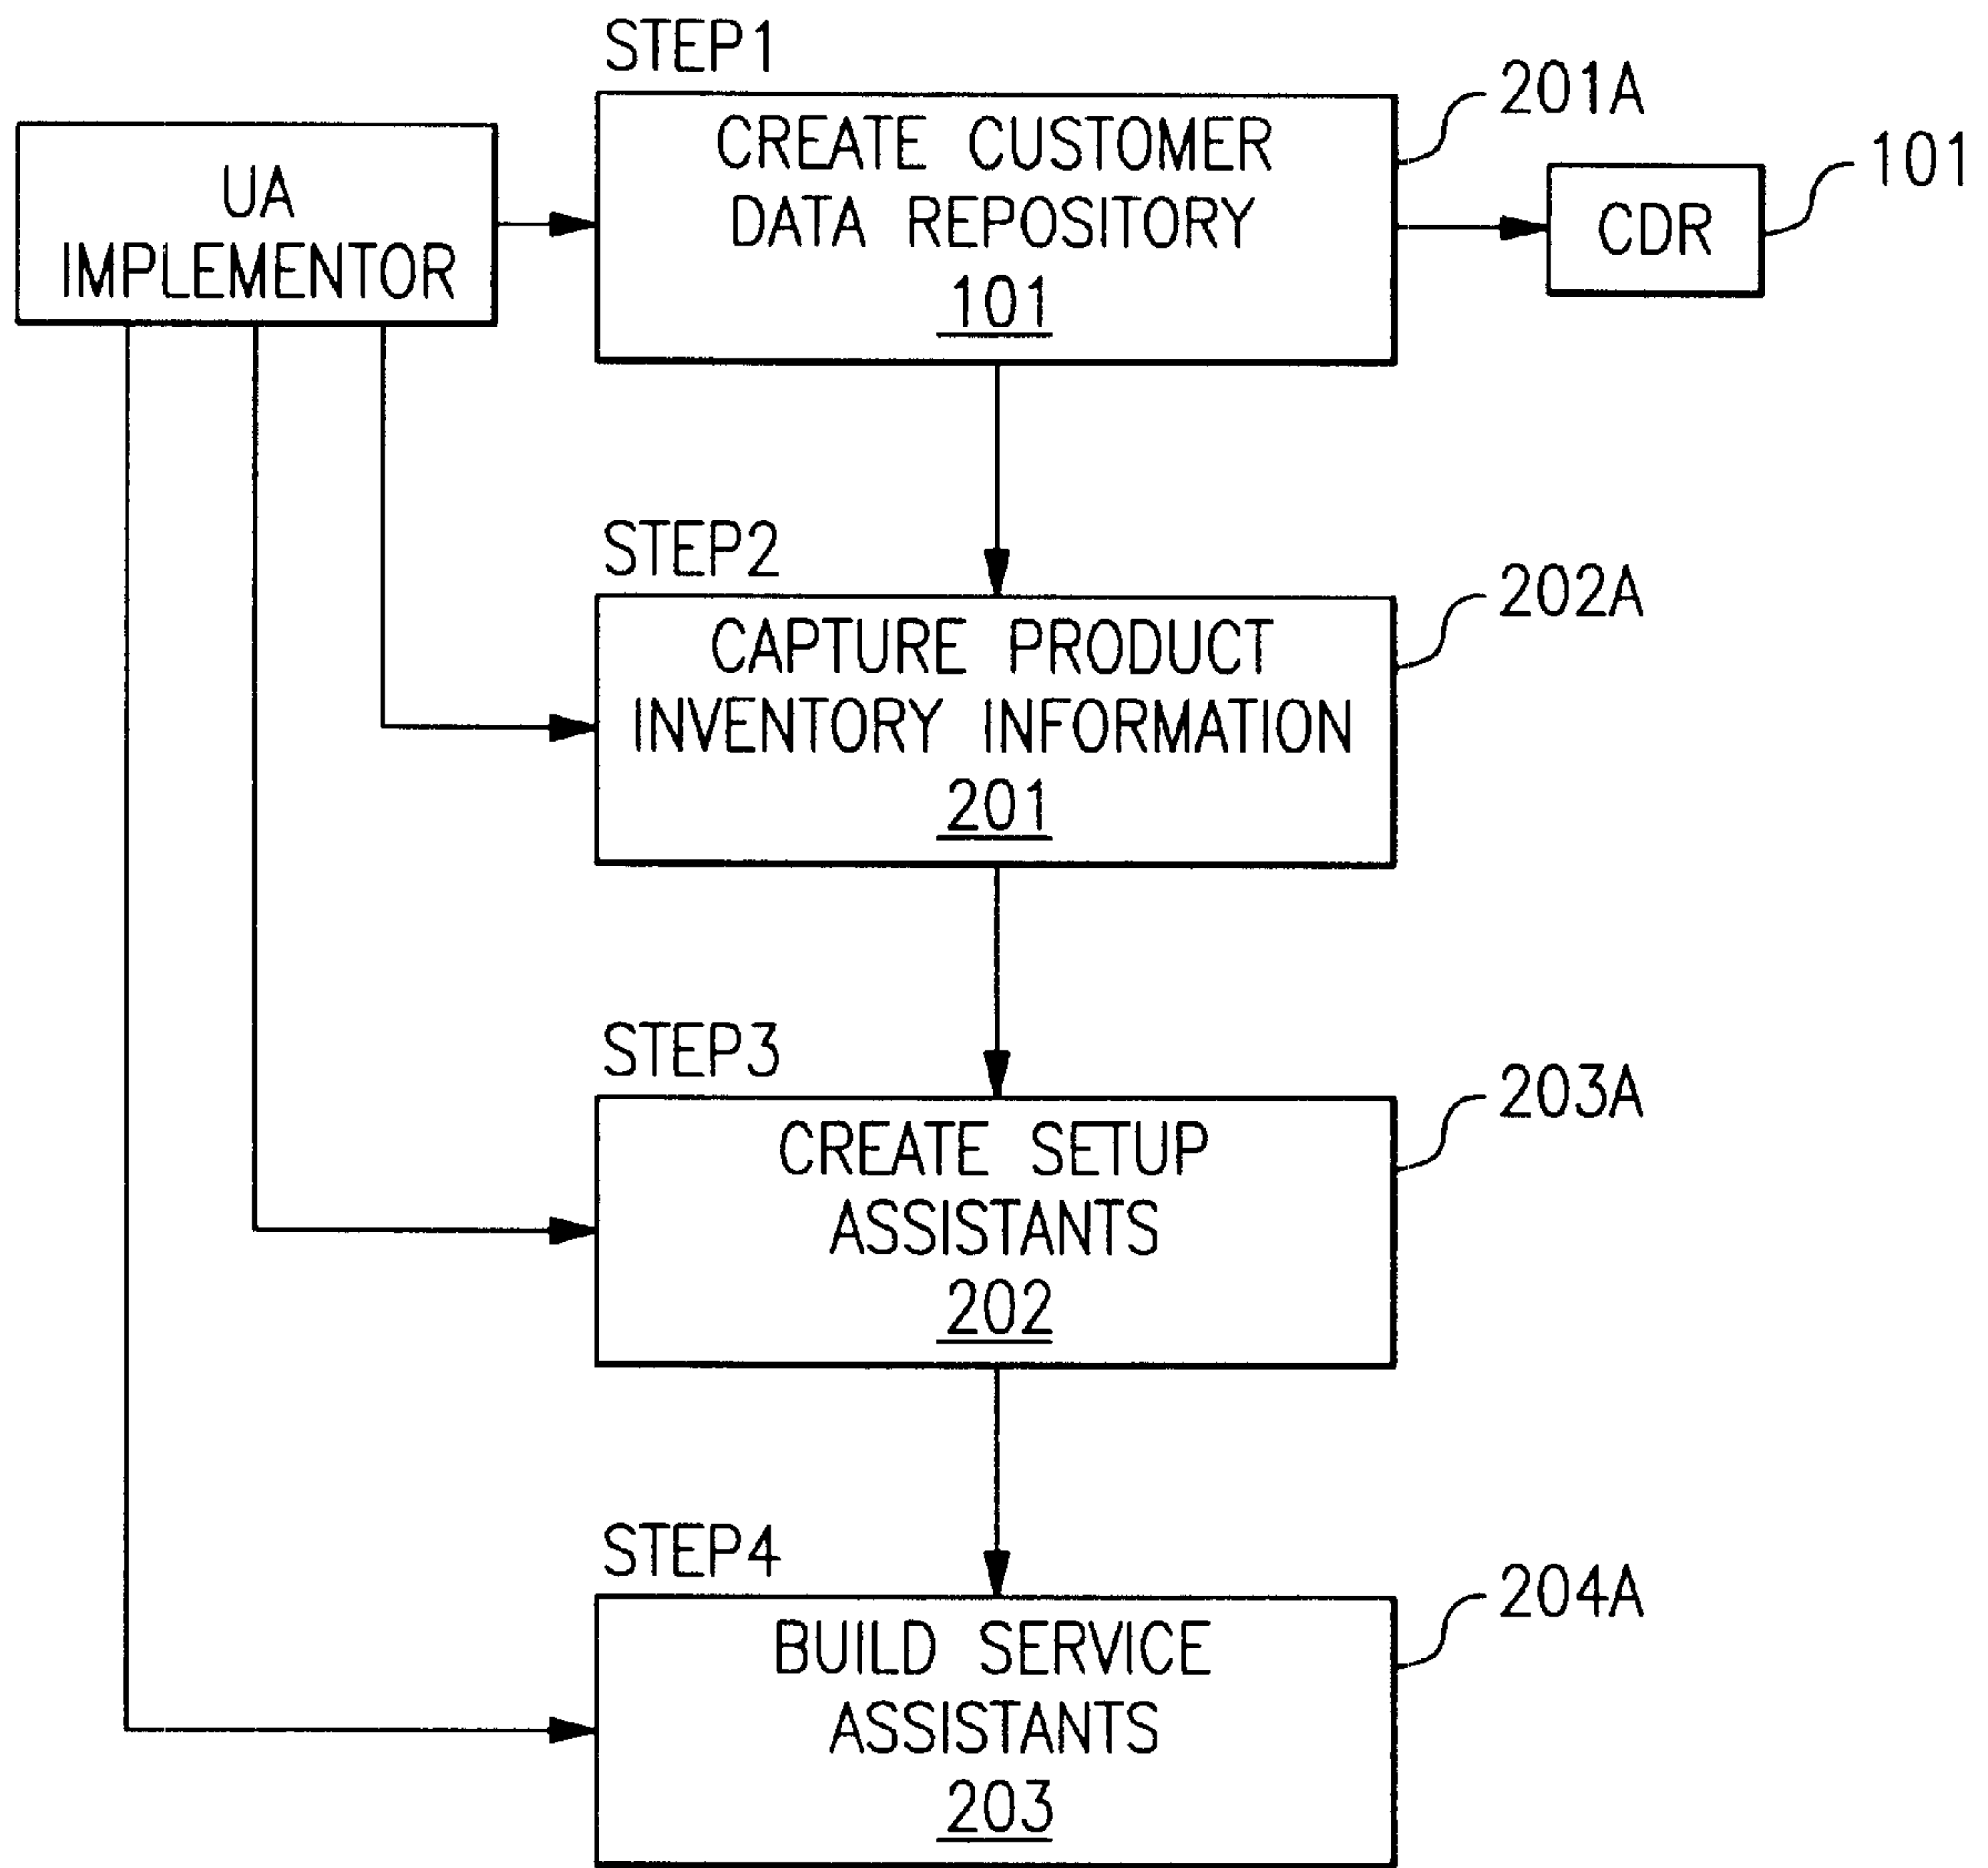 STEP1
201A
UA
IMPLEMENTOR
CREATE CUSTOMER
DATA REPOSITORY
101
CDR
101
STEP2
202A
CAPTURE PRODUCT
INVENTORY INFORMATION
201
STEP3
203A
CREATE SETUP
ASSISTANTS
202
STEP4
204A
BUILD SERVICE
ASSISTANTS
203